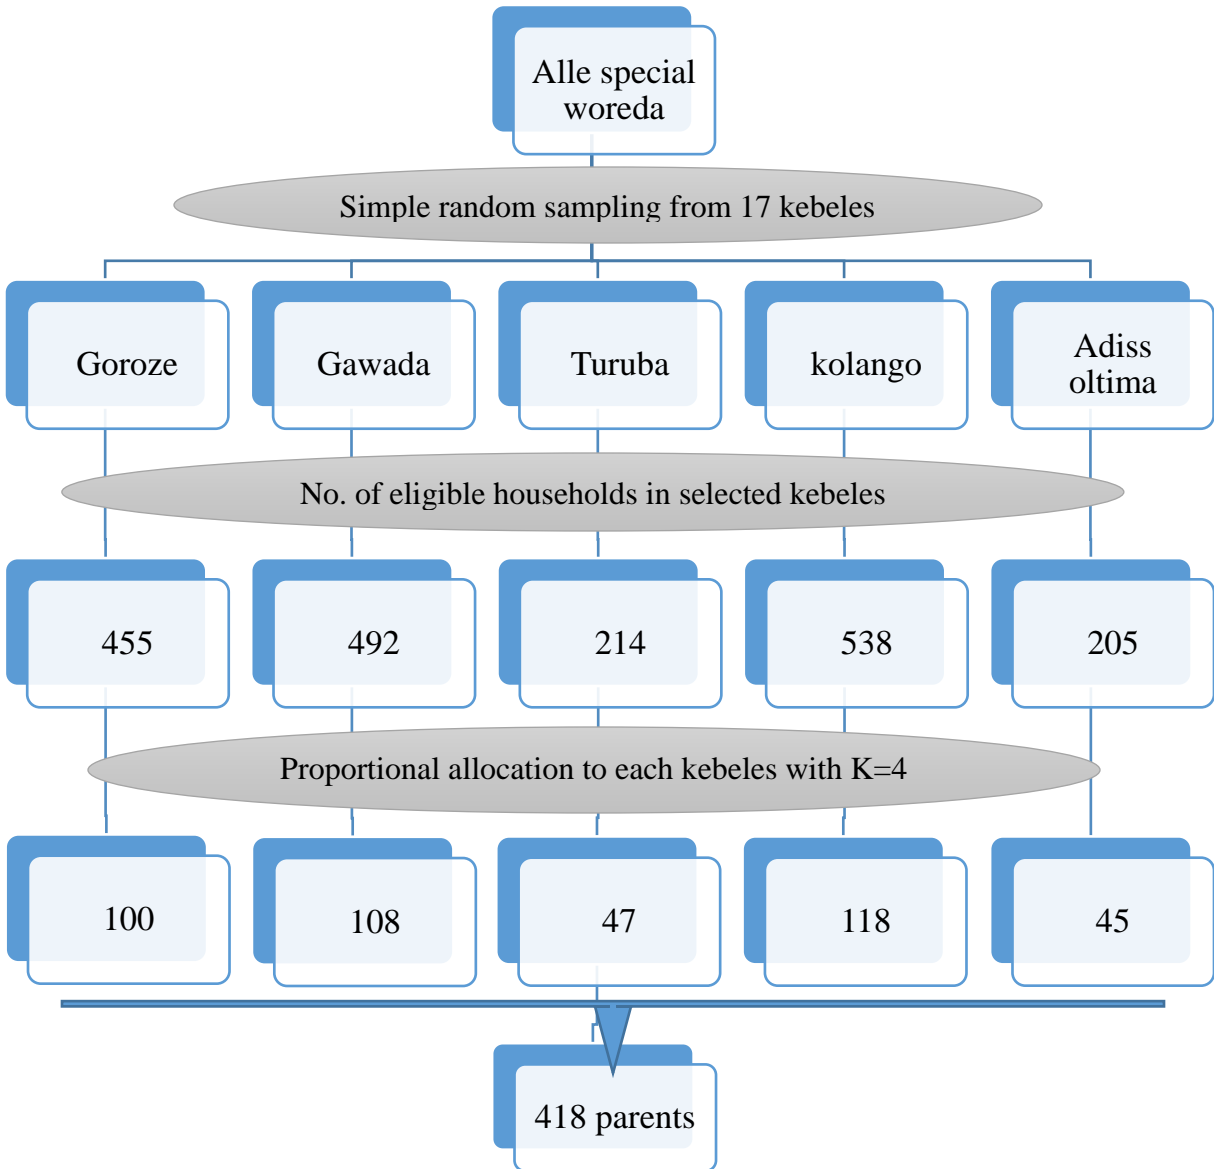 Alle special
woreda
Simple random sampling from 17 kebeles
Goroze
Gawada
Turuba
kolango
Adiss
oltima
No. of eligible households in selected kebeles
455
492
214
538
205
Proportional allocation to each kebeles with K=4
100
108
47
118
45
418 parents